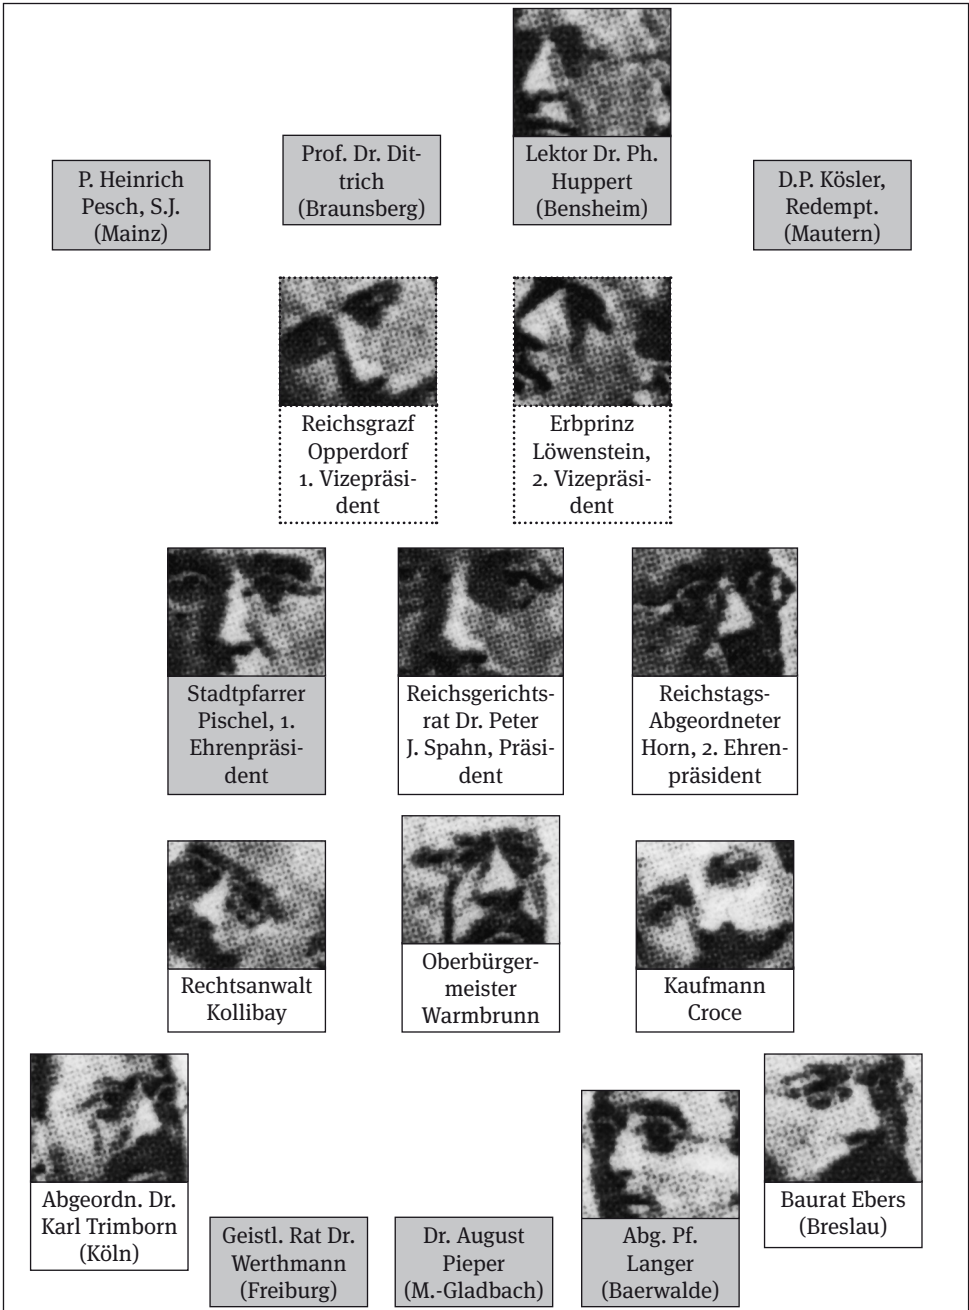 P. Heinrich
Pesch, S.J.
(Mainz)
Prof. Dr. Dit-
trich
(Braunsberg)
Lektor Dr. Ph.
Huppert
(Bensheim)
D.P. Kösler,
Redempt.
(Mautern)
Reichsgrazf
Opperdorf
1. Vizepräsi-
dent
Erbprinz
Löwenstein,
2. Vizepräsi-
dent
Stadtpfarrer
Pischel, 1.
Ehrenpräsi-
dent
Reichsgerichts-
rat Dr. Peter
J. Spahn, Präsi-
dent
Reichstags-
Abgeordneter
Horn, 2. Ehren-
präsident
Rechtsanwalt
Kollibay
Oberbürger-
meister
Warmbrunn
Kaufmann
Croce
Abgeordn. Dr.
Karl Trimborn
(Köln)
Geistl. Rat Dr.
Werthmann
(Freiburg)
Dr. August
Pieper
(M.-Gladbach)
Abg. Pf.
Langer
(Baerwalde)
Baurat Ebers
(Breslau)